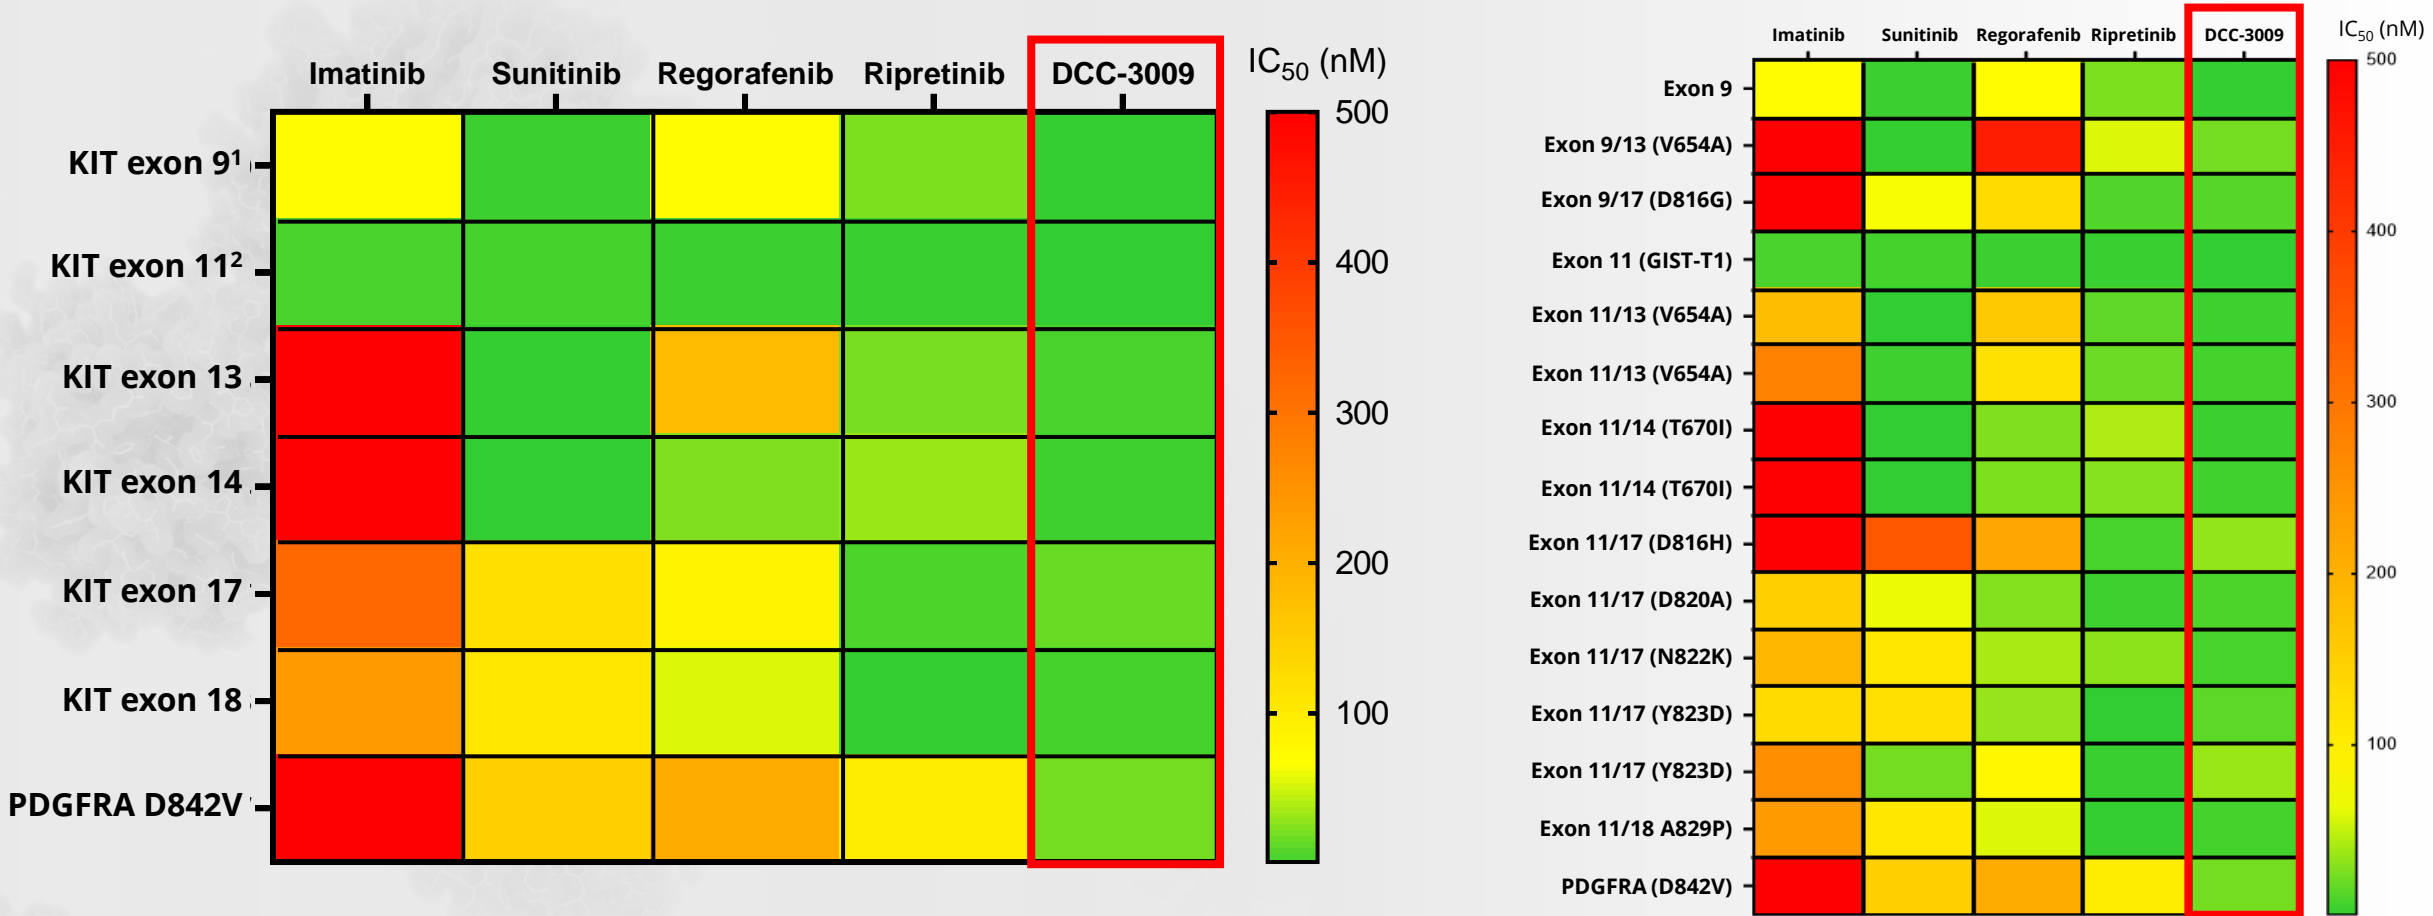 Imatinib Sunitinib Regorafenib Ripretinib DCC-3009 IC₅₀ (nM)
KIT exon 9¹
KIT exon 11²
KIT exon 13
KIT exon 14
KIT exon 17
KIT exon 18
PDGFRA D842V
500
400
300
200
100
Imatinib Sunitinib Regorafenib Ripretinib DCC-3009 IC₅₀ (nM)
Exon 9
Exon 9/13 (V654A)
Exon 9/17 (D816G)
Exon 11 (GIST-T1)
Exon 11/13 (V654A)
Exon 11/13 (V654A)
Exon 11/14 (T670I)
Exon 11/14 (T670I)
Exon 11/17 (D816H)
Exon 11/17 (D820A)
Exon 11/17 (N822K)
Exon 11/17 (Y823D)
Exon 11/17 (Y823D)
Exon 11/18 A829P)
PDGFRA (D842V)
500
400
300
200
100